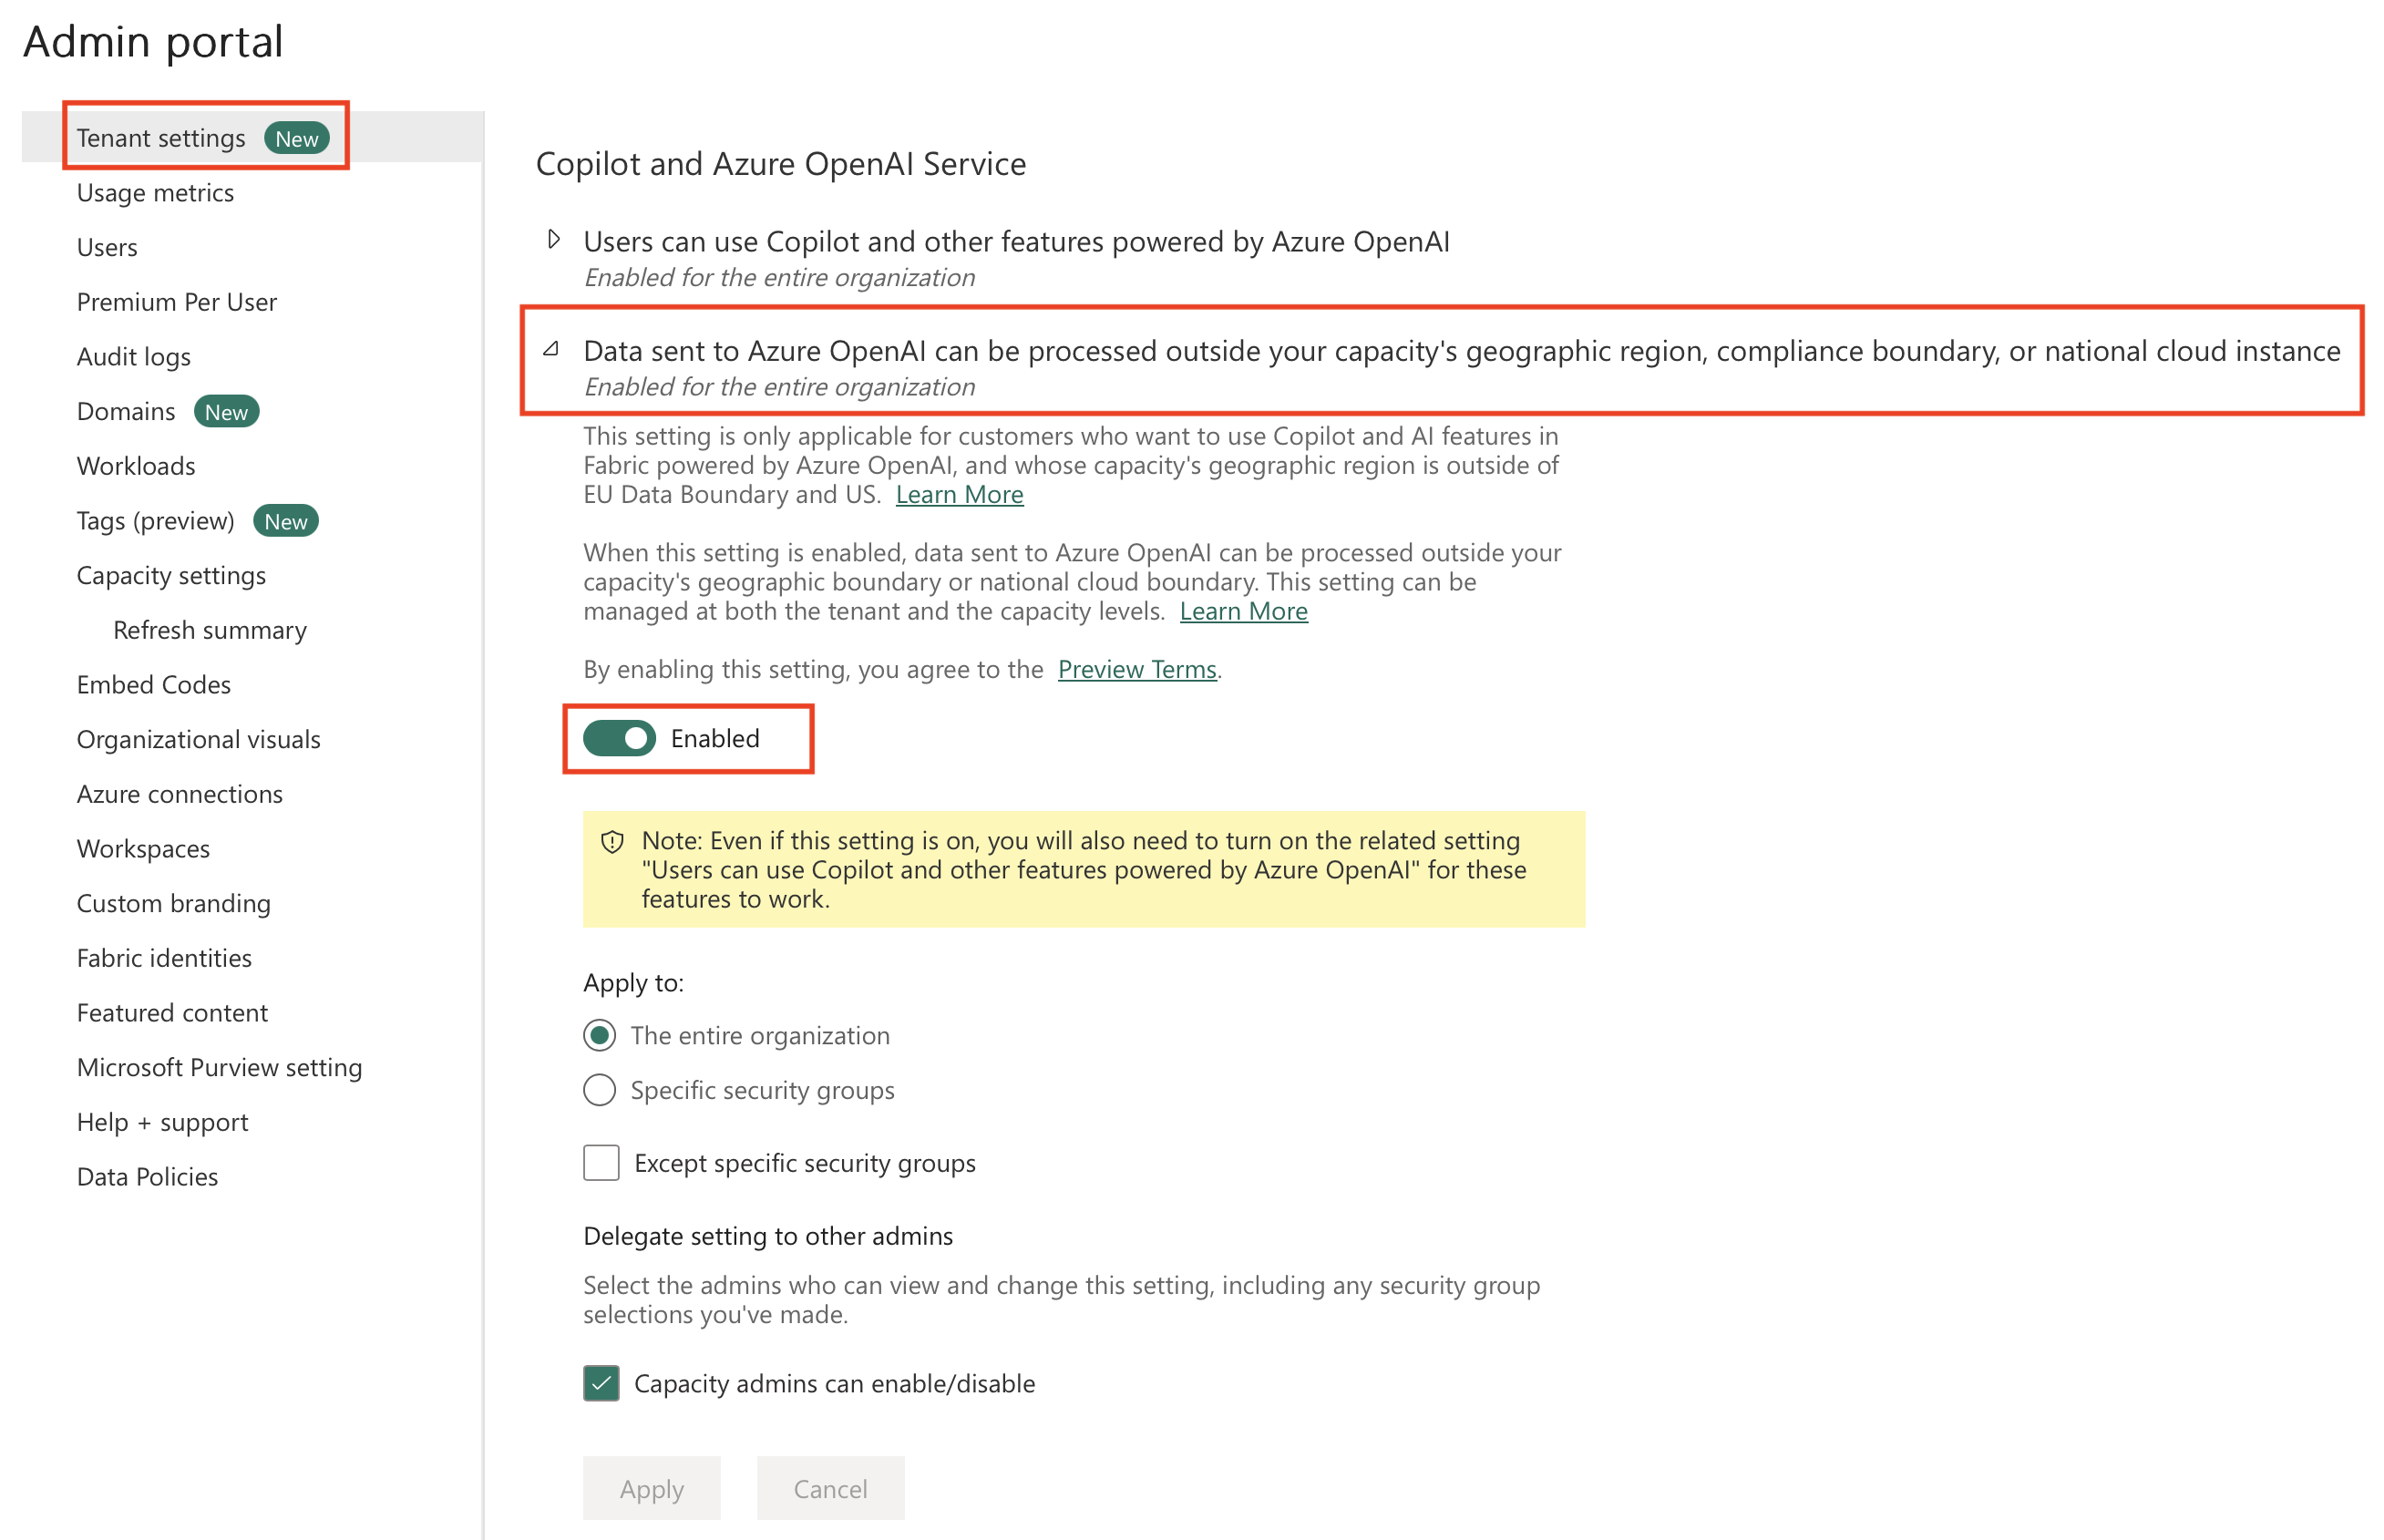 Admin portal
Tenant settings New
Usage metrics
Users
Premium Per User
Audit logs
Domains New
Workloads
Tags (preview) New
Capacity settings
Refresh summary
Embed Codes
Organizational visuals
Azure connections
Workspaces
Custom branding
Fabric identities
Featured content
Microsoft Purview setting
Help + support
Data Policies
Copilot and Azure OpenAI Service
Users can use Copilot and other features powered by Azure OpenAI
Enabled for the entire organization
Data sent to Azure OpenAI can be processed outside your capacity's geographic region, compliance boundary, or national cloud instance
Enabled for the entire organization
This setting is only applicable for customers who want to use Copilot and AI features in
Fabric powered by Azure OpenAI, and whose capacity's geographic region is outside of
EU Data Boundary and US. Learn More
When this setting is enabled, data sent to Azure OpenAI can be processed outside your
capacity's geographic boundary or national cloud boundary. This setting can be
managed at both the tenant and the capacity levels. Learn More
By enabling this setting, you agree to the Preview Terms.
Enabled
Note: Even if this setting is on, you will also need to turn on the related setting
"Users can use Copilot and other features powered by Azure OpenAI" for these
features to work.
Apply to:
The entire organization
Specific security groups
Except specific security groups
Delegate setting to other admins
Select the admins who can view and change this setting, including any security group
selections you've made.
Capacity admins can enable/disable
Apply Cancel